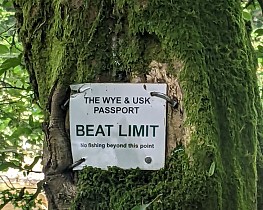 THE WYE & USK
PASSPORT
BEAT LIMIT
No fishing beyond this point